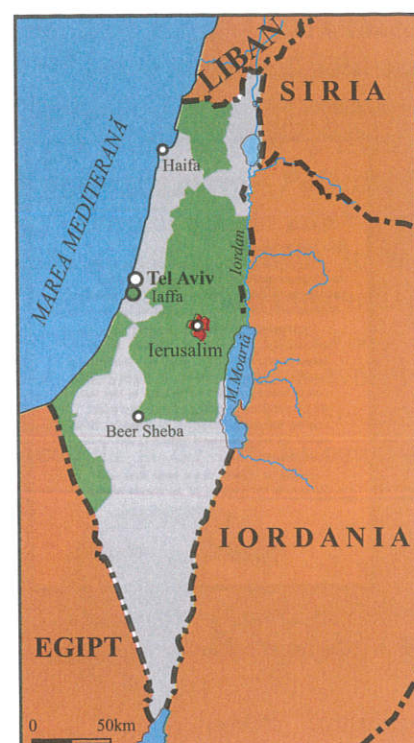 LIBAN
SIRIA
MAREA MEDITERANĂ
Haifa
Iordan
Tel Aviv
Iaffa
Ierusalim
M.Moartă
Beer Sheba
IORDANIA
EGIPT
0 50km